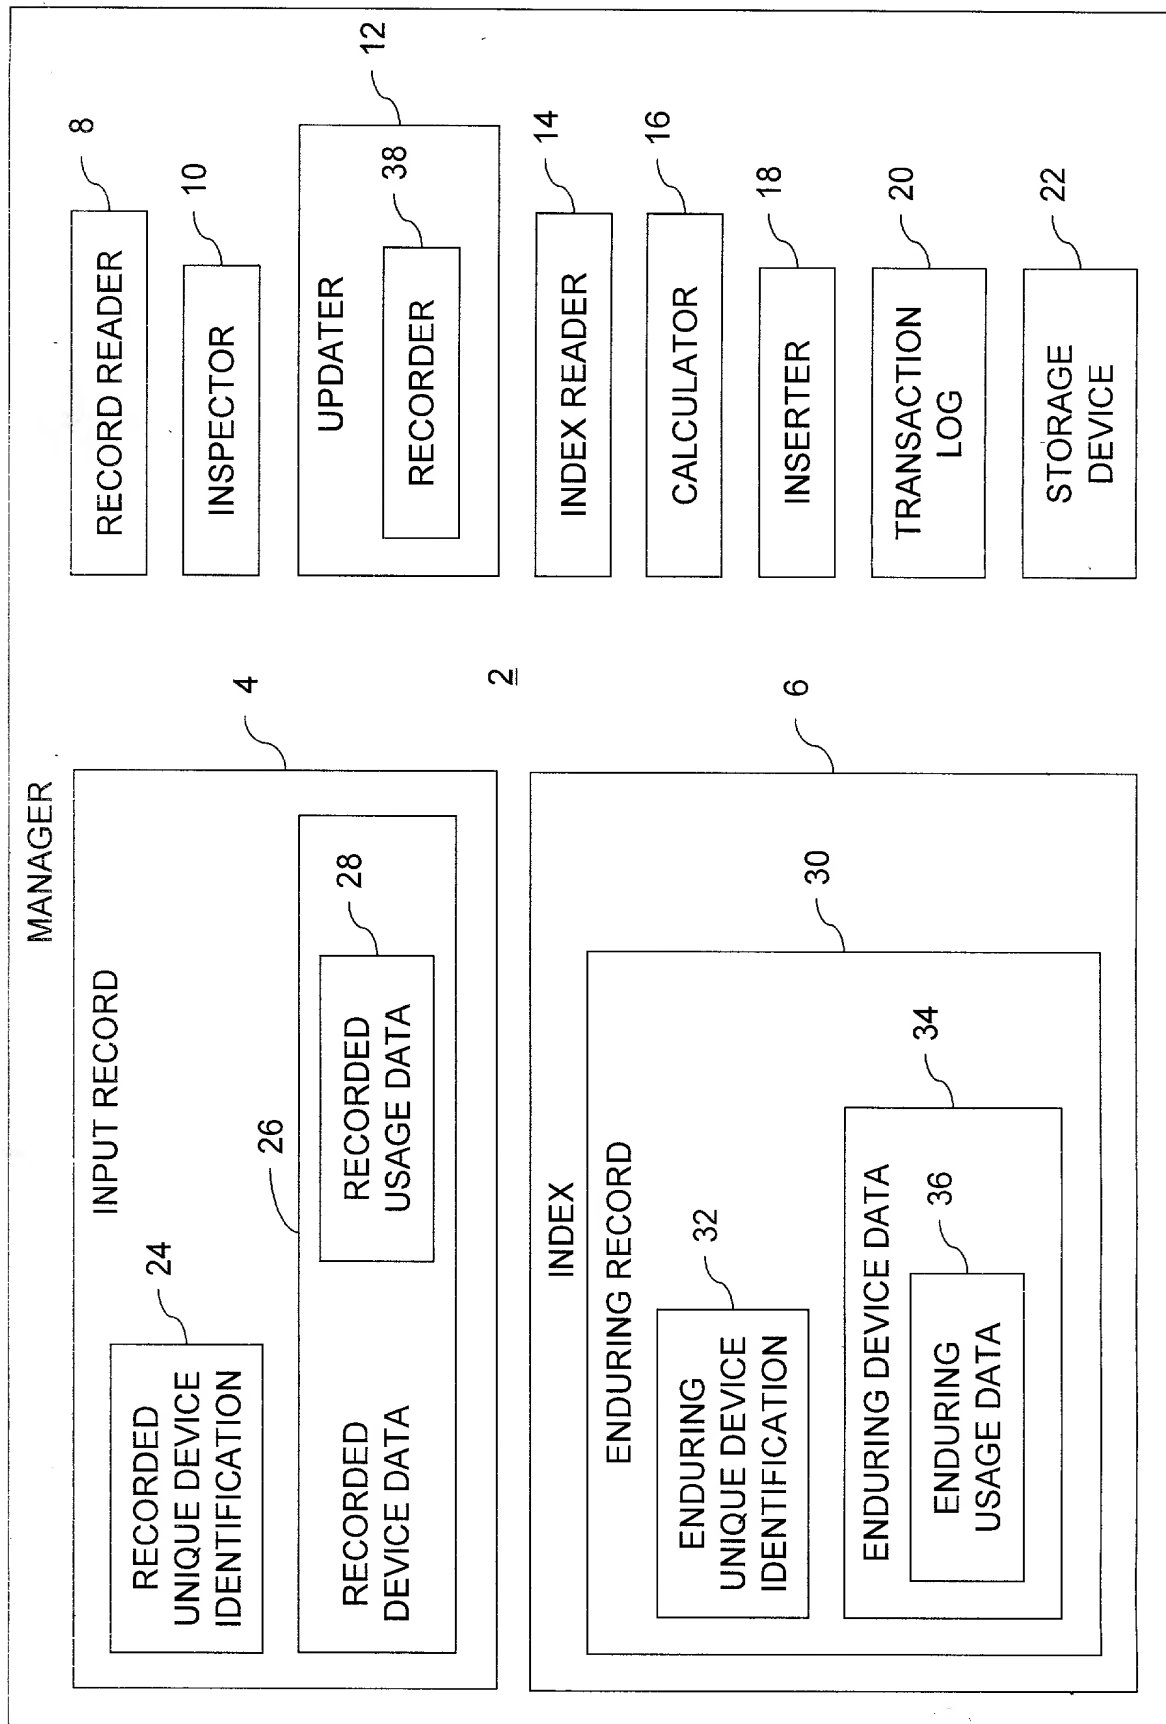 MANAGER
INPUT RECORD
4
RECORDED
UNIQUE DEVICE
IDENTIFICATION
24
26
RECORDED
DEVICE DATA
RECORDED
USAGE DATA
28
2
INDEX
6
ENDURING RECORD
30
ENDURING
UNIQUE DEVICE
IDENTIFICATION
32
ENDURING DEVICE DATA
34
ENDURING
USAGE DATA
36
RECORD READER
8
INSPECTOR
10
UPDATER
12
RECORDER
38
INDEX READER
14
CALCULATOR
16
INSERTER
18
TRANSACTION
LOG
20
STORAGE
DEVICE
22